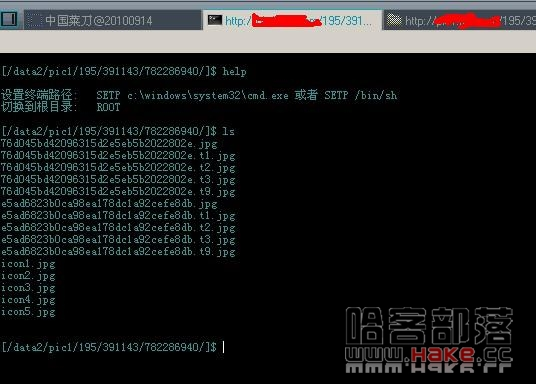 中国菜刀@20100914
http://
/195/391...
http://
/195/39
[/data2/pic1/195/391143/782286940/]$ help
设置终端路径: SETP c:\windows\system32\cmd.exe 或者 SETP /bin/sh
切换到根目录: ROOT
[/data2/pic1/195/391143/782286940/]$ ls
76d045bd42096315d2e5eb5b2022802e.jpg
76d045bd42096315d2e5eb5b2022802e.t1.jpg
76d045bd42096315d2e5eb5b2022802e.t2.jpg
76d045bd42096315d2e5eb5b2022802e.t3.jpg
76d045bd42096315d2e5eb5b2022802e.t9.jpg
e5ad6823b0ca98ea178dc1a92cefe8db.jpg
e5ad6823b0ca98ea178dc1a92cefe8db.t1.jpg
e5ad6823b0ca98ea178dc1a92cefe8db.t2.jpg
e5ad6823b0ca98ea178dc1a92cefe8db.t3.jpg
e5ad6823b0ca98ea178dc1a92cefe8db.t9.jpg
icon1.jpg
icon2.jpg
icon3.jpg
icon4.jpg
icon5.jpg
[/data2/pic1/195/391143/782286940/]$
哈客部落
www.Hake.cc